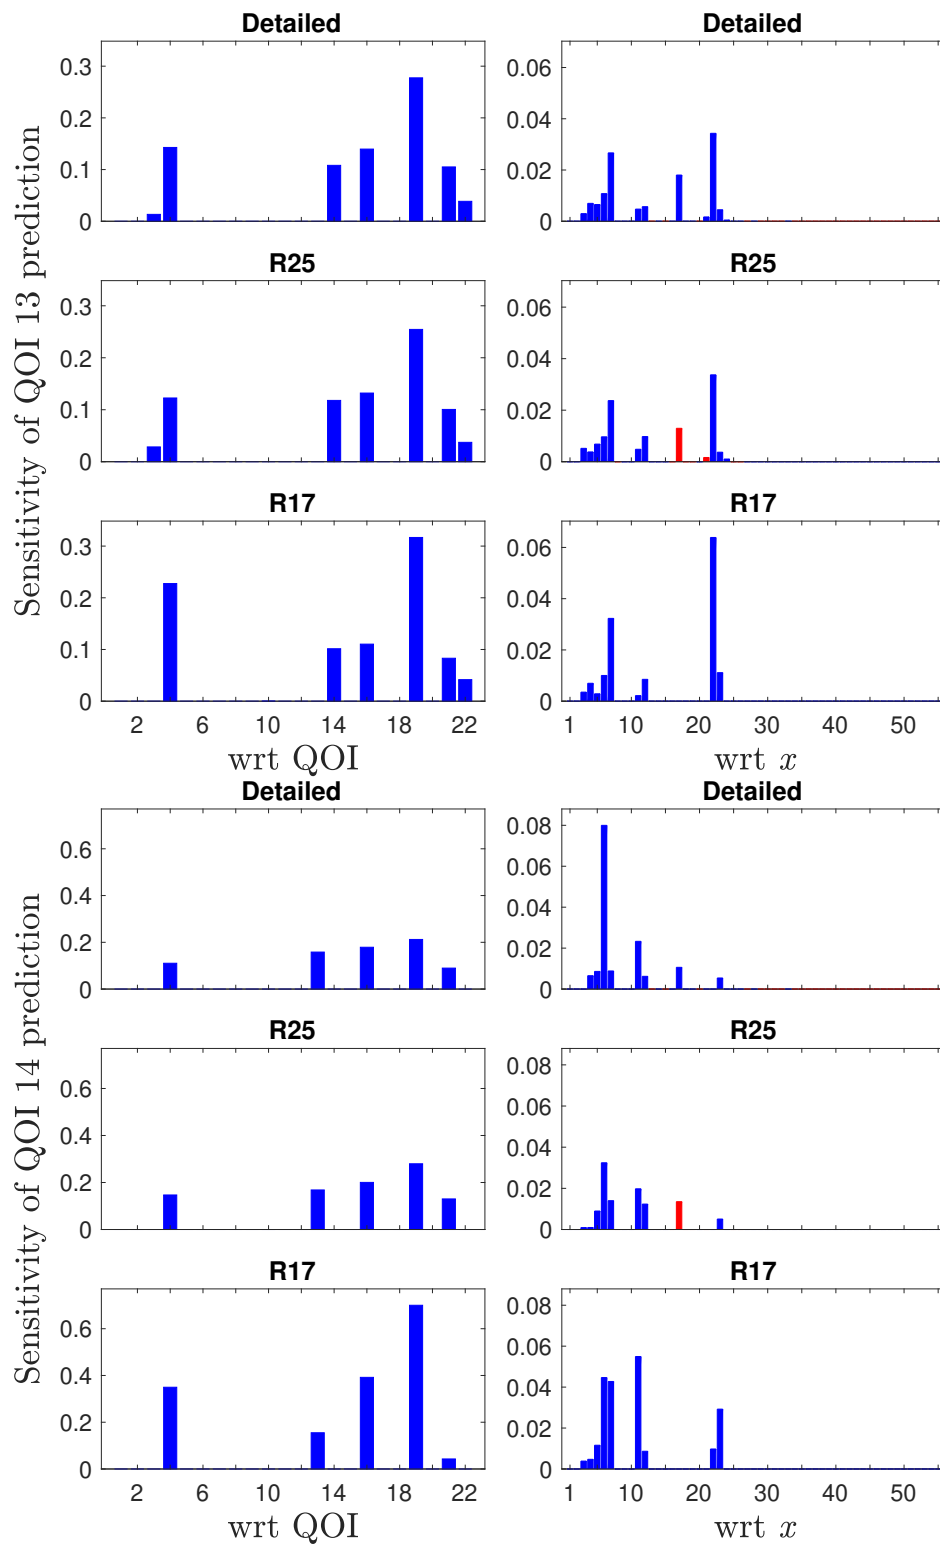 Sensitivity of QOI 13 prediction
Detailed
0.3
0.2
0.1
0
Detailed
0.06
0.04
0.02
0
R25
0.3
0.2
0.1
0
R25
0.06
0.04
0.02
0
R17
0.3
0.2
0.1
0
2 6 10 14 18 22
wrt QOI
R17
0.06
0.04
0.02
0
1 10 20 30 40 50
wrt x
Sensitivity of QOI 14 prediction
Detailed
0.6
0.4
0.2
0
Detailed
0.08
0.06
0.04
0.02
0
R25
0.6
0.4
0.2
0
R25
0.08
0.06
0.04
0.02
0
R17
0.6
0.4
0.2
0
2 6 10 14 18 22
wrt QOI
R17
0.08
0.06
0.04
0.02
0
1 10 20 30 40 50
wrt x